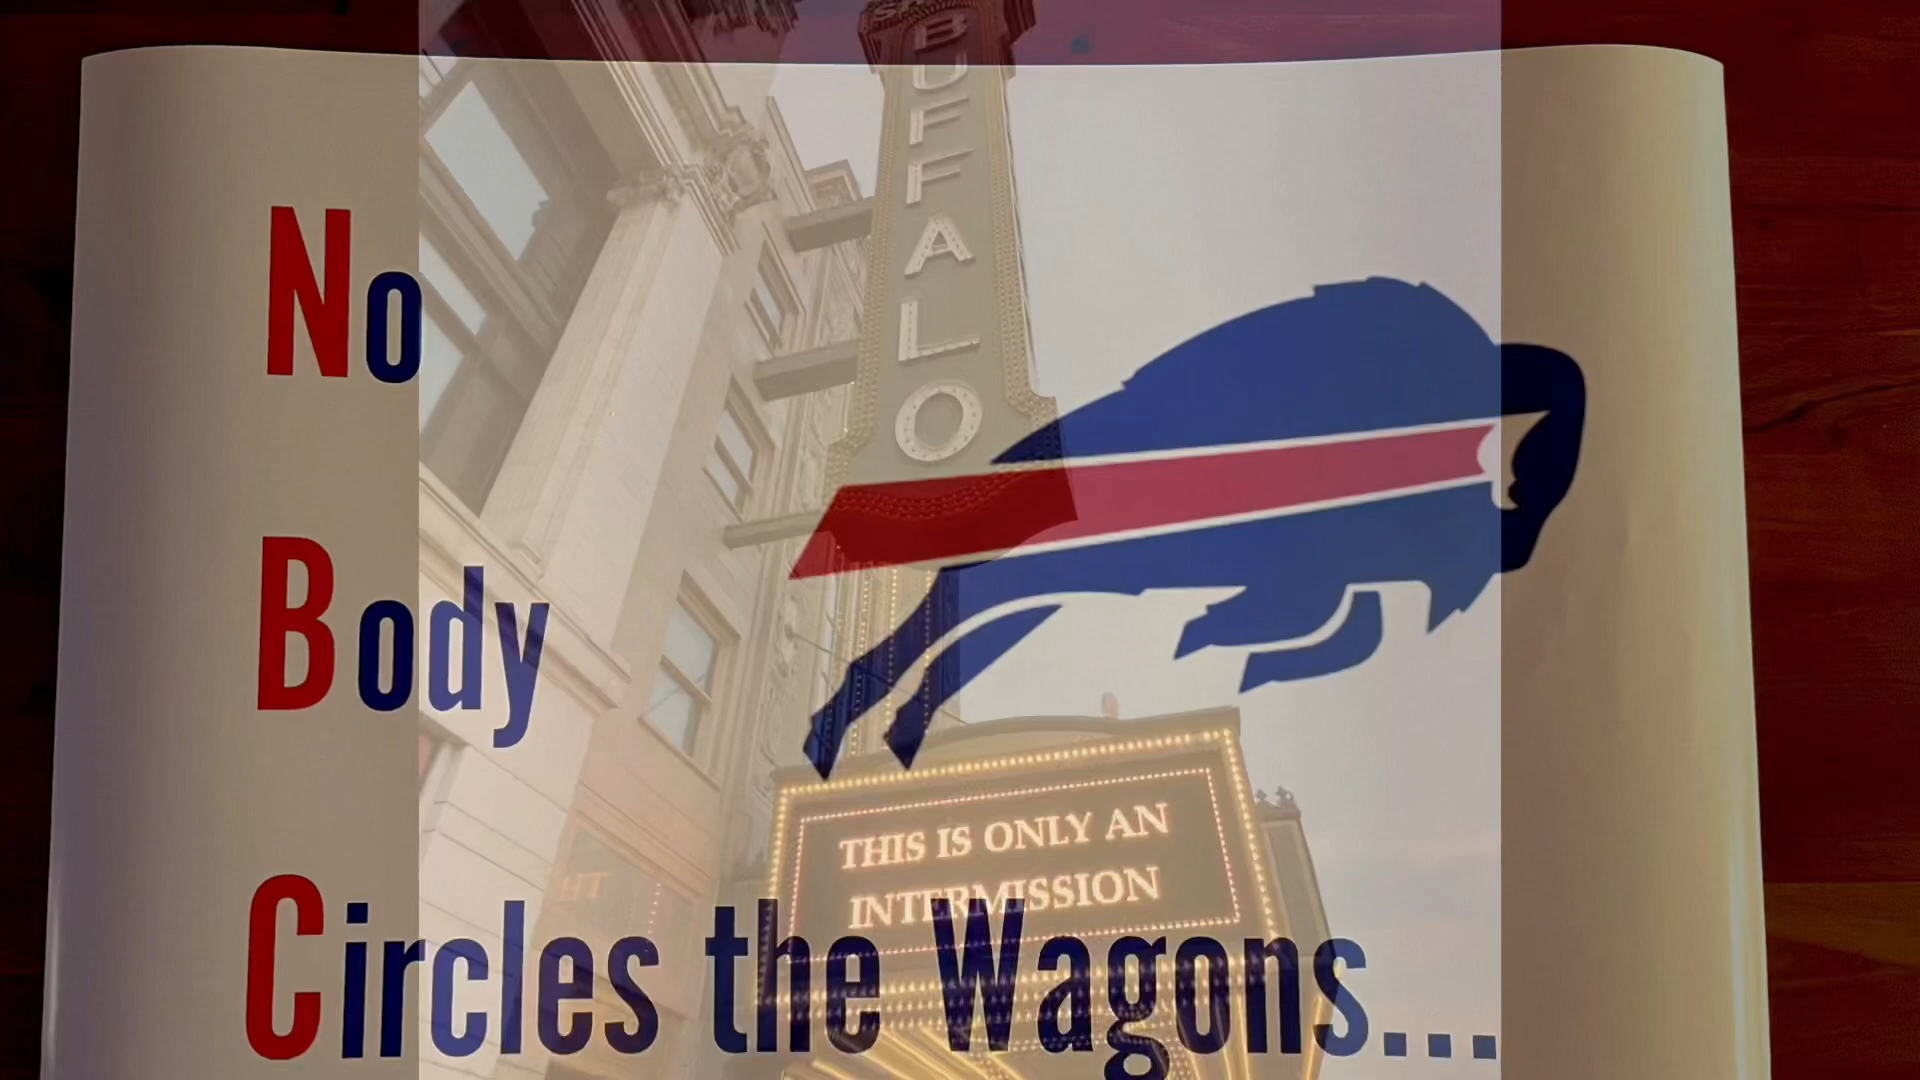 BUFFALO
No
Body
THIS IS ONLY AN
INTERMISSION
Circles the Wagons...